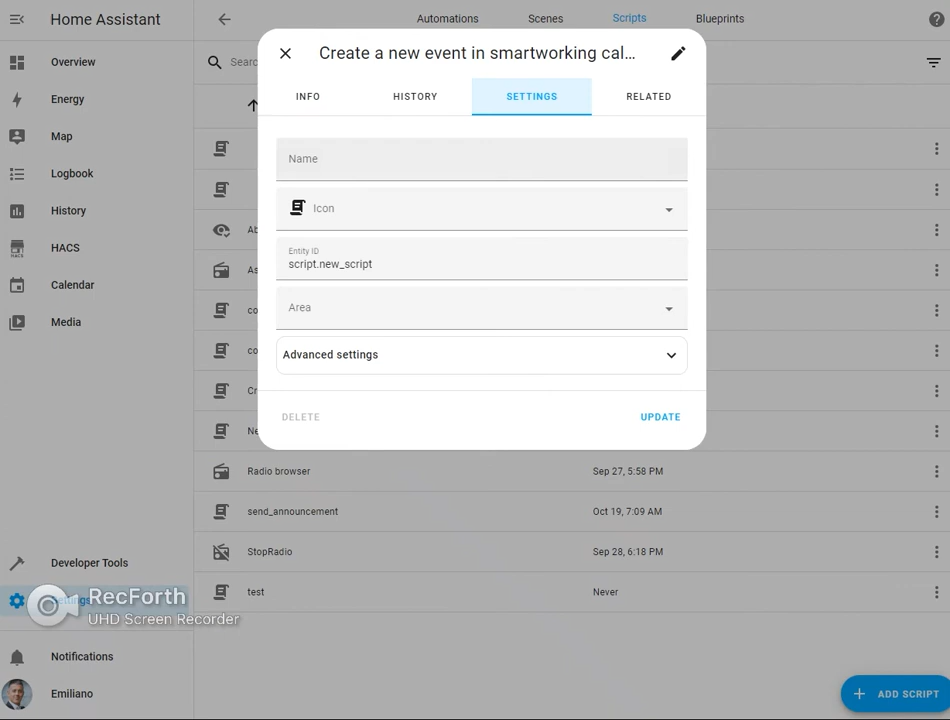 Home Assistant
Automations
Scenes
Scripts
Blueprints
Overview
Energy
Map
Logbook
History
HACS
HACS
Calendar
Media
Developer Tools
Notifications
Emiliano
Create a new event in smartworking cal...
INFO
HISTORY
SETTINGS
RELATED
Name
Icon
Entity ID
script.new_script
Area
Advanced settings
DELETE
UPDATE
Radio browser
Sep 27, 5:58 PM
send_announcement
Oct 19, 7:09 AM
StopRadio
Sep 28, 6:18 PM
test
Never
ADD SCRIPT
RecForth
UHD Screen Recorder